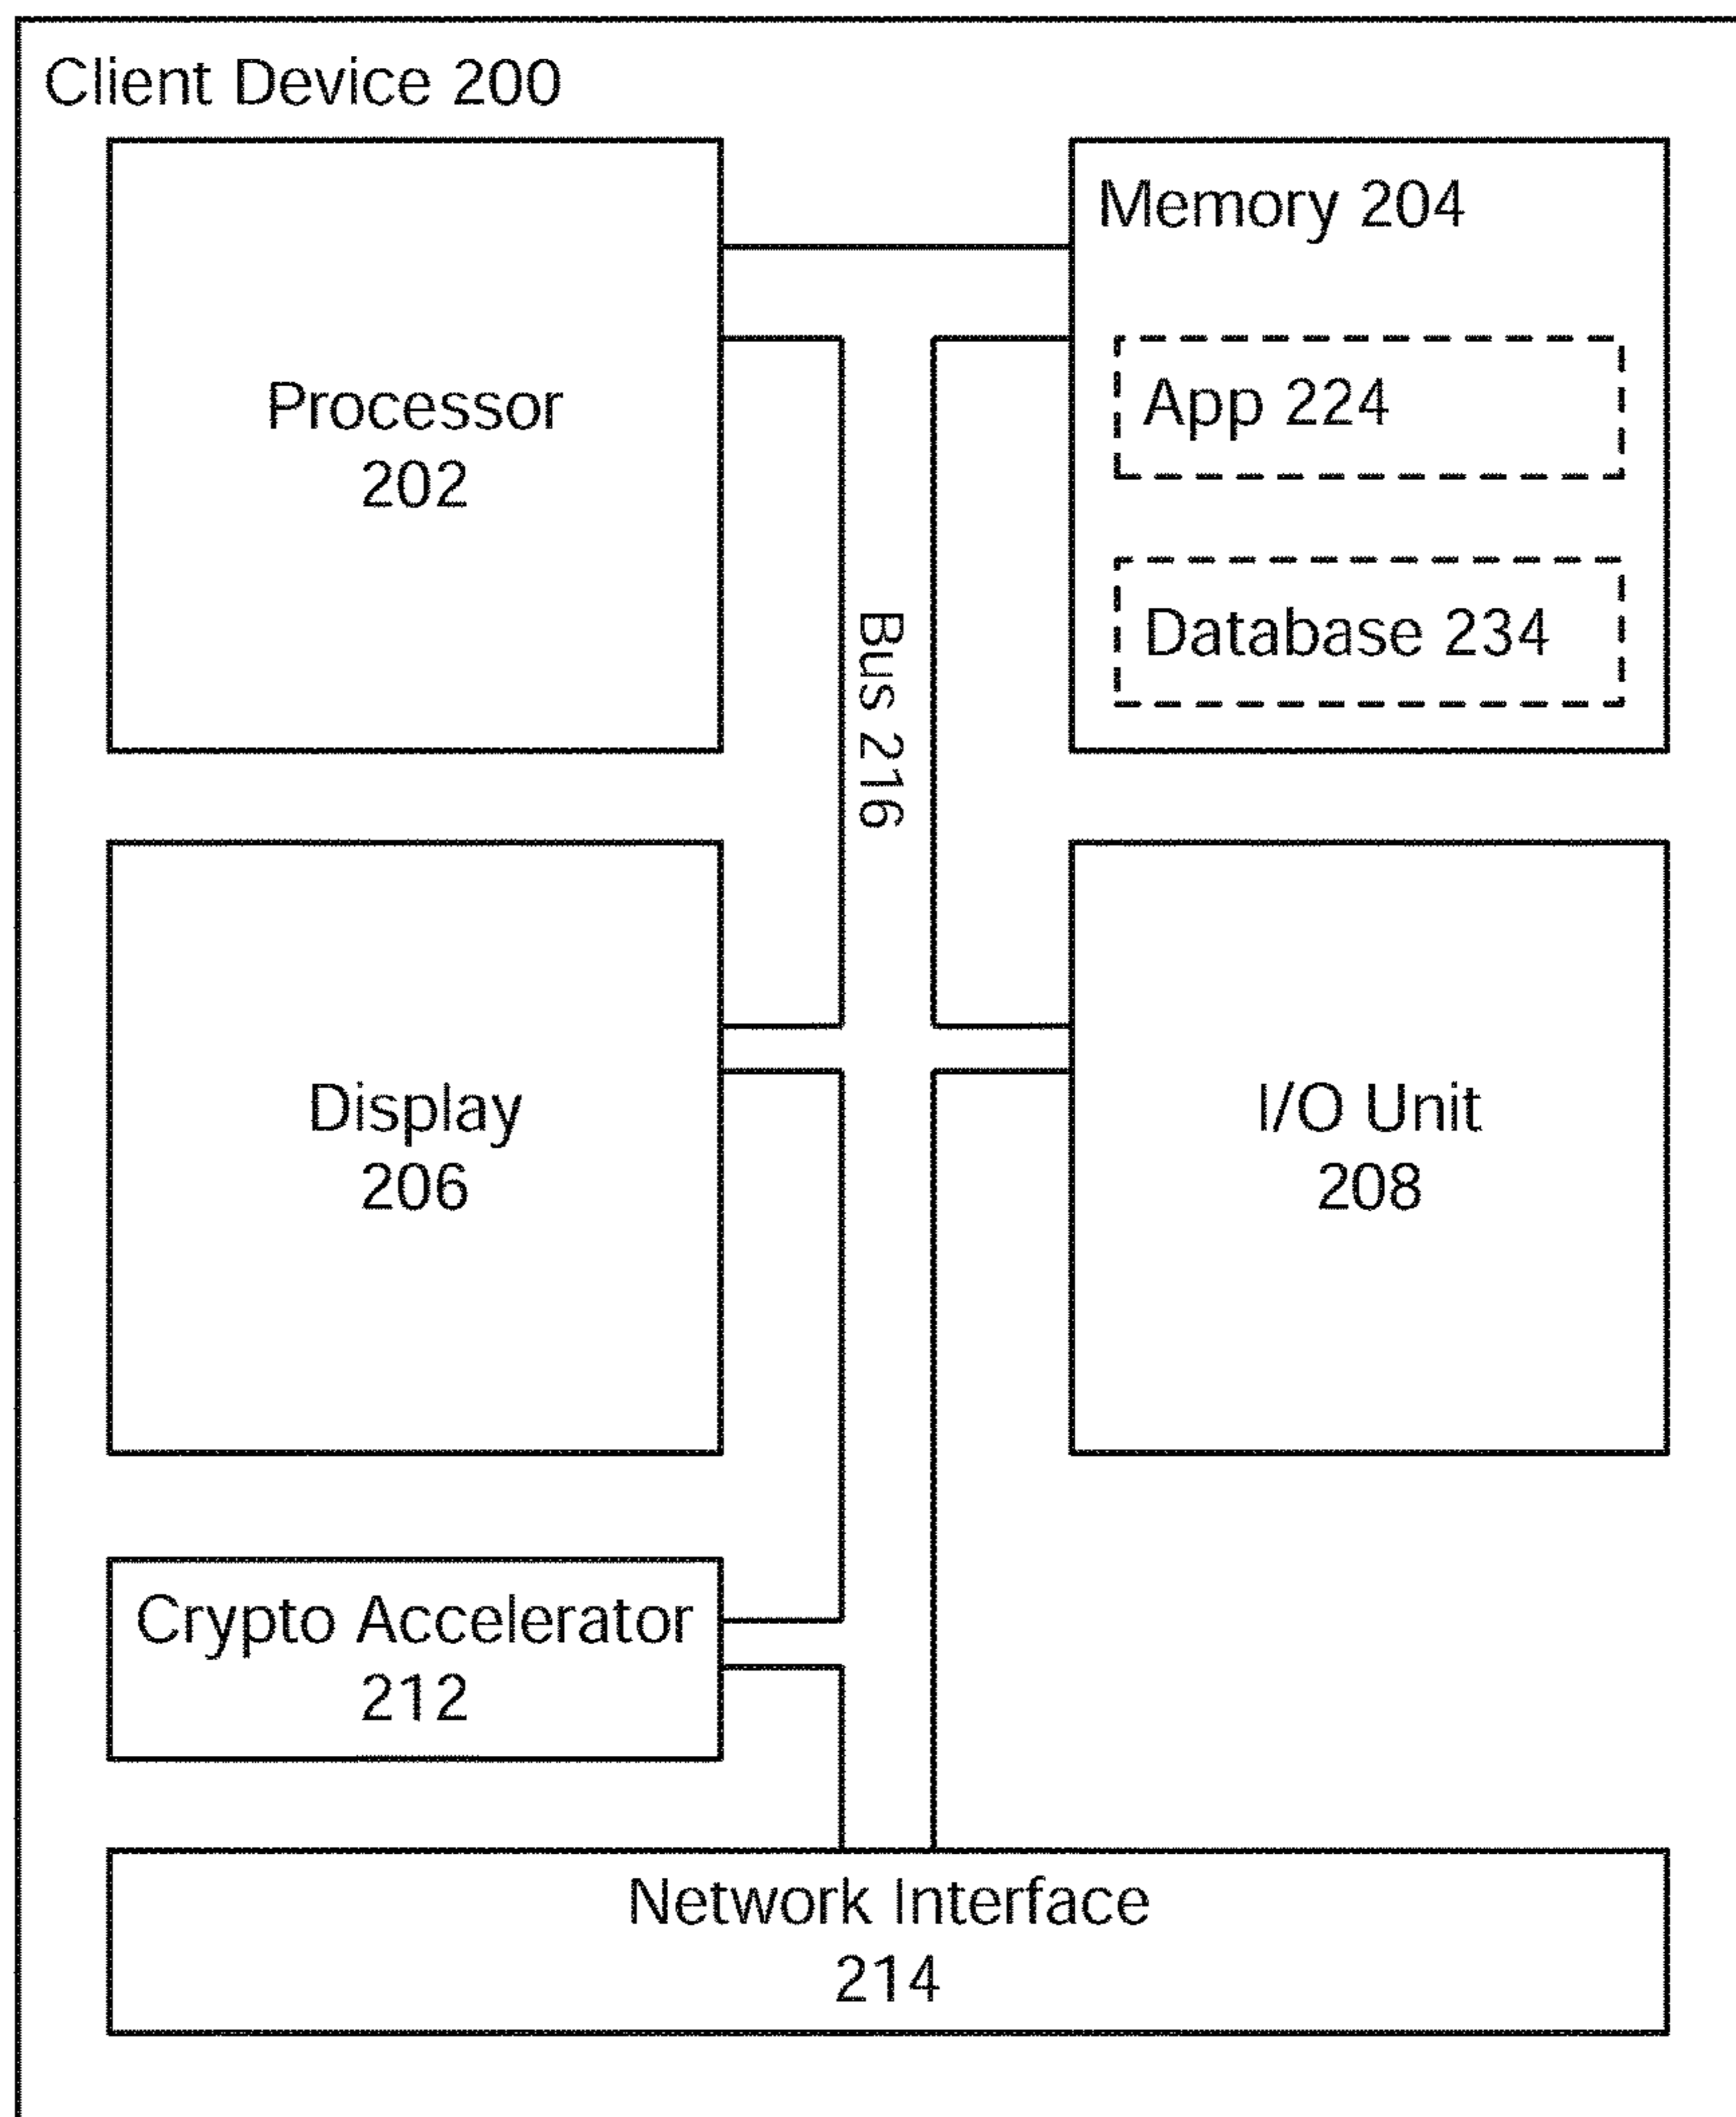 Client Device 200
Processor
202
Memory 204
App 224
Database 234
Bus 216
Display
206
I/O Unit
208
Crypto Accelerator
212
Network Interface
214